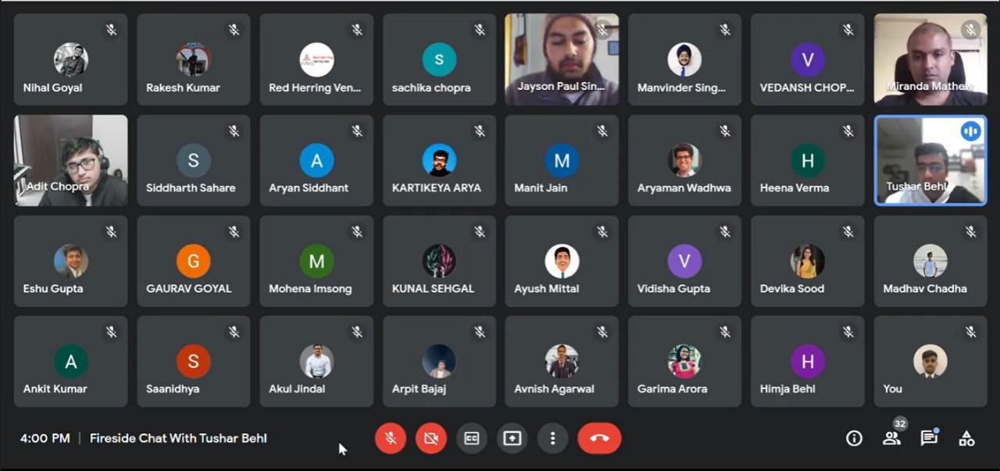 Nihal Goyal
Rakesh Kumar
Red Herring Ventures
Red Herring Ven...
s
sachika chopra
Jayson Paul Sin...
Manvinder Sing...
V
VEDANSH CHOP...
Miranda Mathew
Adit Chopra
S
Siddharth Sahare
A
Aryan Siddhant
KARTIKEYA ARYA
M
Manit Jain
Aryaman Wadhwa
H
Heena Verma
Tushar Behl
Eshu Gupta
G
GAURAV GOYAL
M
Mohena Imsong
KUNAL SEHGAL
Ayush Mittal
V
Vidisha Gupta
Devika Sood
Madhav Chadha
A
Ankit Kumar
S
Saanidhya
Akul Jindal
Arpit Bajaj
Avnish Agarwal
Garima Arora
H
Himja Behl
You
4:00 PM | Fireside Chat With Tushar Behl
CC
32